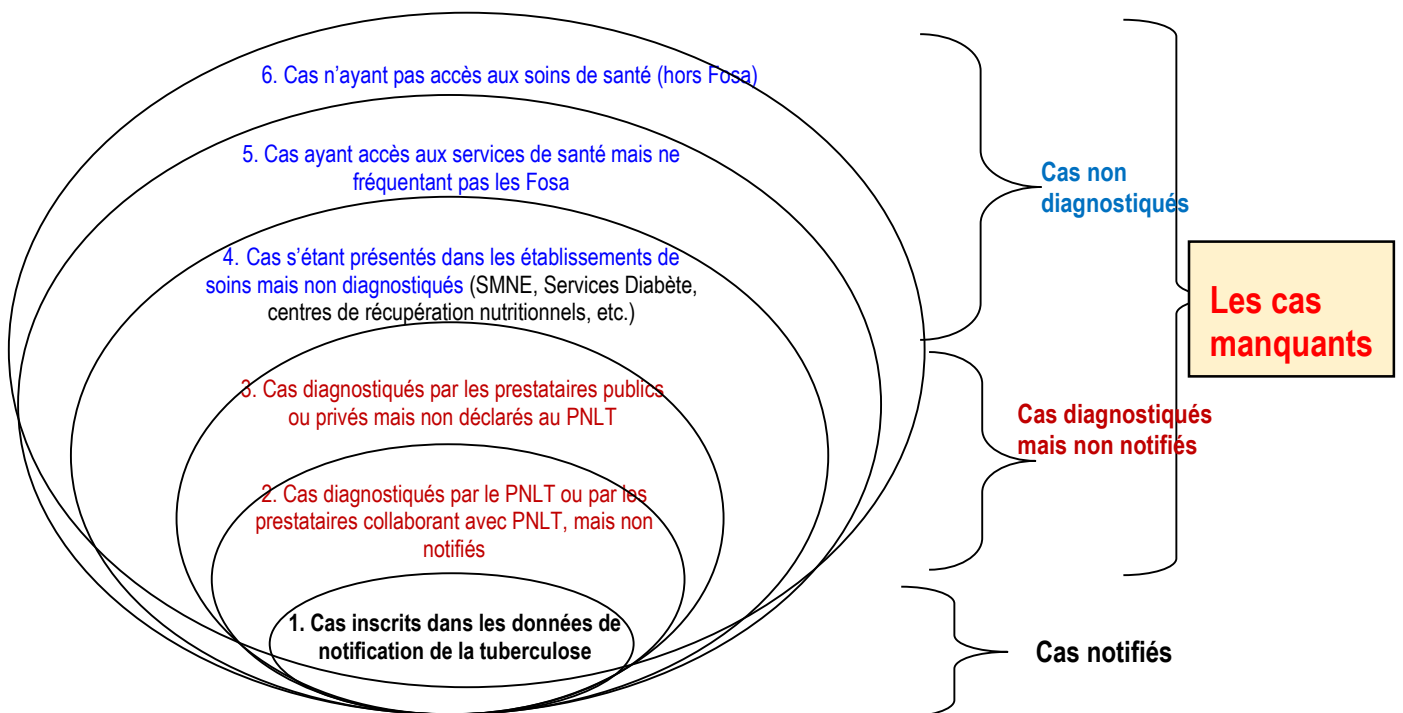 6. Cas n'ayant pas accès aux soins de santé (hors Fosa)
5. Cas ayant accès aux services de santé mais ne
fréquentant pas les Fosa
4. Cas s'étant présentés dans les établissements de
soins mais non diagnostiqués (SMNE, Services Diabète,
centres de récupération nutritionnels, etc.)
3. Cas diagnostiqués par les prestataires publics
ou privés mais non déclarés au PNLT
2. Cas diagnostiqués par le PNLT ou par les
prestataires collaborant avec PNLT, mais non
notifiés
1. Cas inscrits dans les données de
notification de la tuberculose
Cas non
diagnostiqués
Cas diagnostiqués
mais non notifiés
Cas notifiés
Les cas
manquants